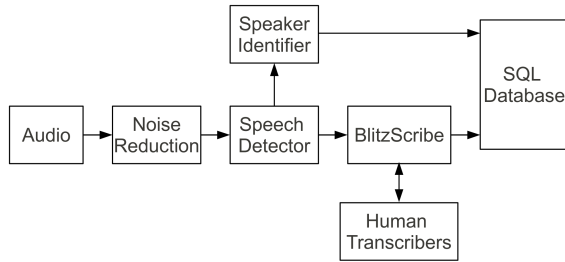 Speaker
Identifier
SQL
Database
Audio
Noise
Reduction
Speech
Detector
BlitzScribe
Human
Transcribers